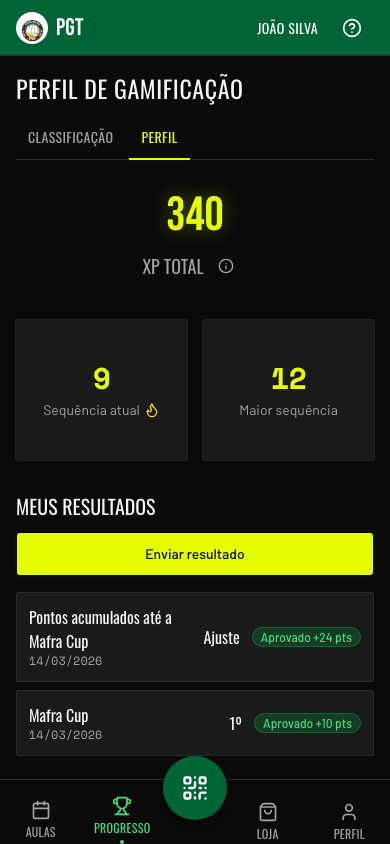 PGT
JOÃO SILVA
PERFIL DE GAMIFICAÇÃO
CLASSIFICAÇÃO
PERFIL
340
XP TOTAL
9
Sequência atual
12
Maior sequência
MEUS RESULTADOS
Enviar resultado
Pontos acumulados até a
Mafra Cup
14/03/2026
Ajuste
Aprovado +24 pts
Mafra Cup
14/03/2026
1º
Aprovado +10 pts
AULAS
PROGRESSO
LOJA
PERFIL